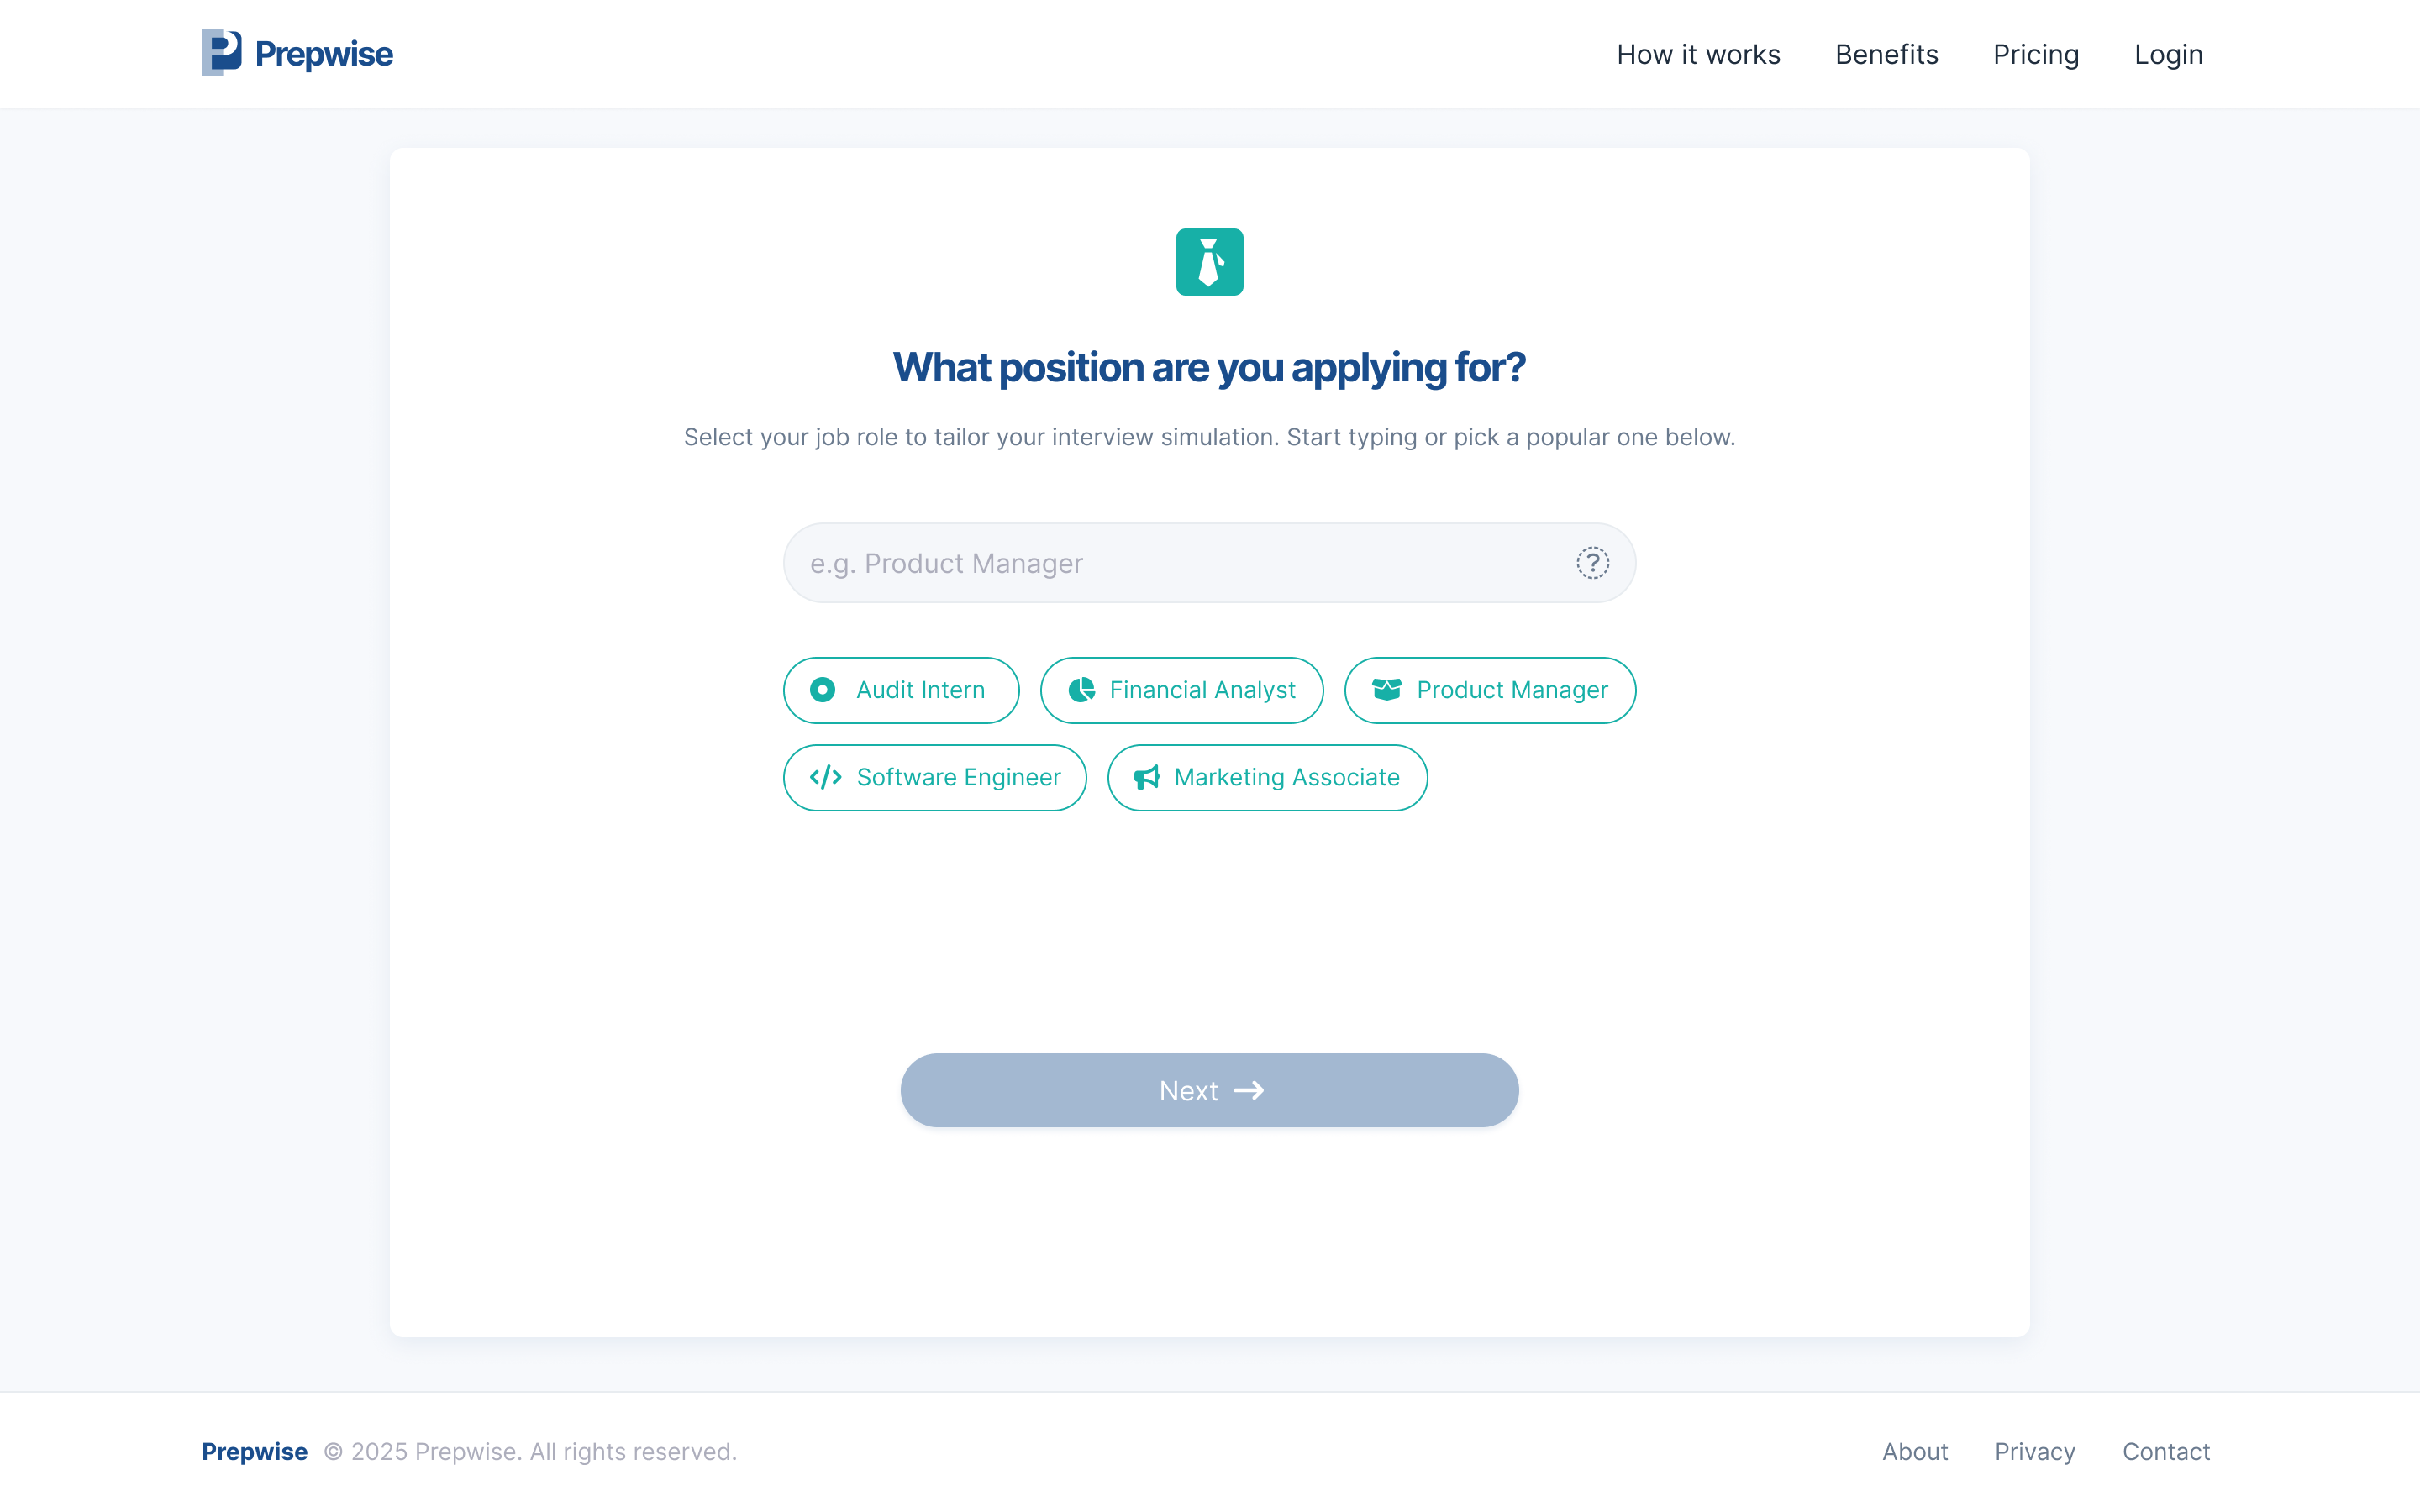 Prepwise
How it works
Benefits
Pricing
Login
What position are you applying for?
Select your job role to tailor your interview simulation. Start typing or pick a popular one below.
e.g. Product Manager
?
Audit Intern
Financial Analyst
Product Manager
Software Engineer
Marketing Associate
Next
Prepwise © 2025 Prepwise. All rights reserved.
About
Privacy
Contact